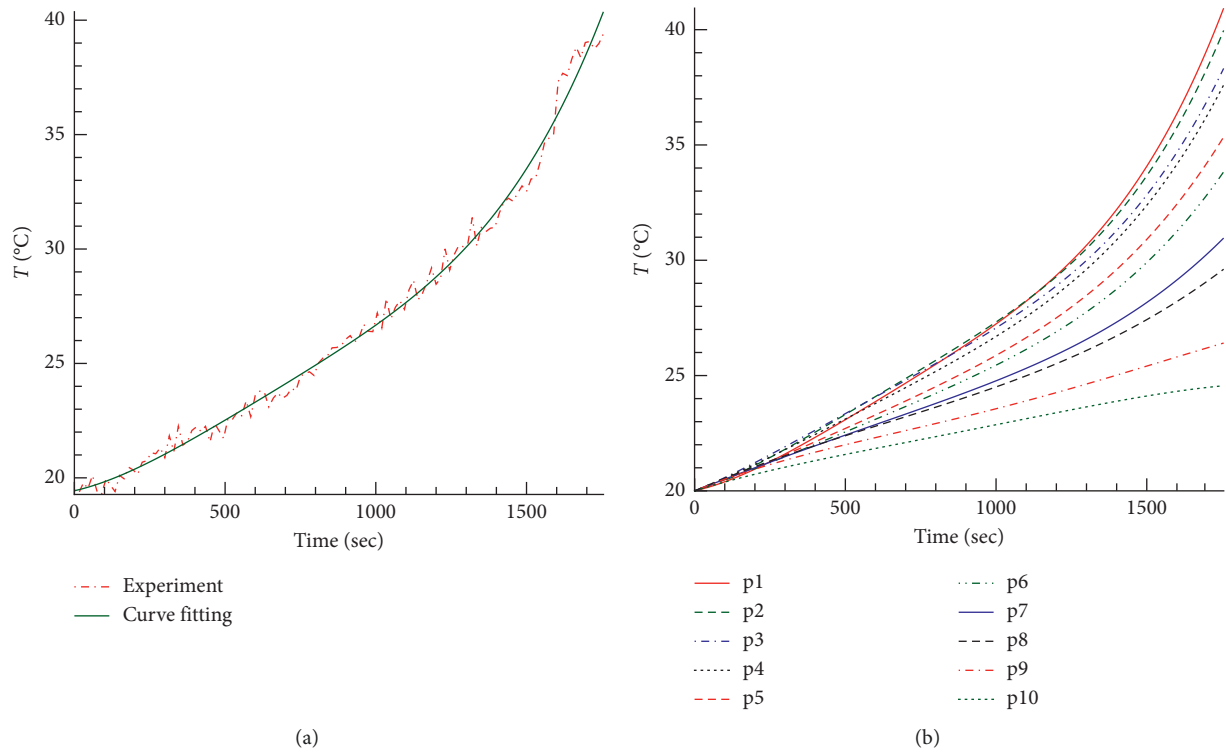 40
35
30
25
20
T (°C)
0
500
1000
1500
Time (sec)
Experiment
Curve fitting
(a)
40
35
30
25
20
T (°C)
0
500
1000
1500
Time (sec)
p1
p2
p3
p4
p5
p6
p7
p8
p9
p10
(b)